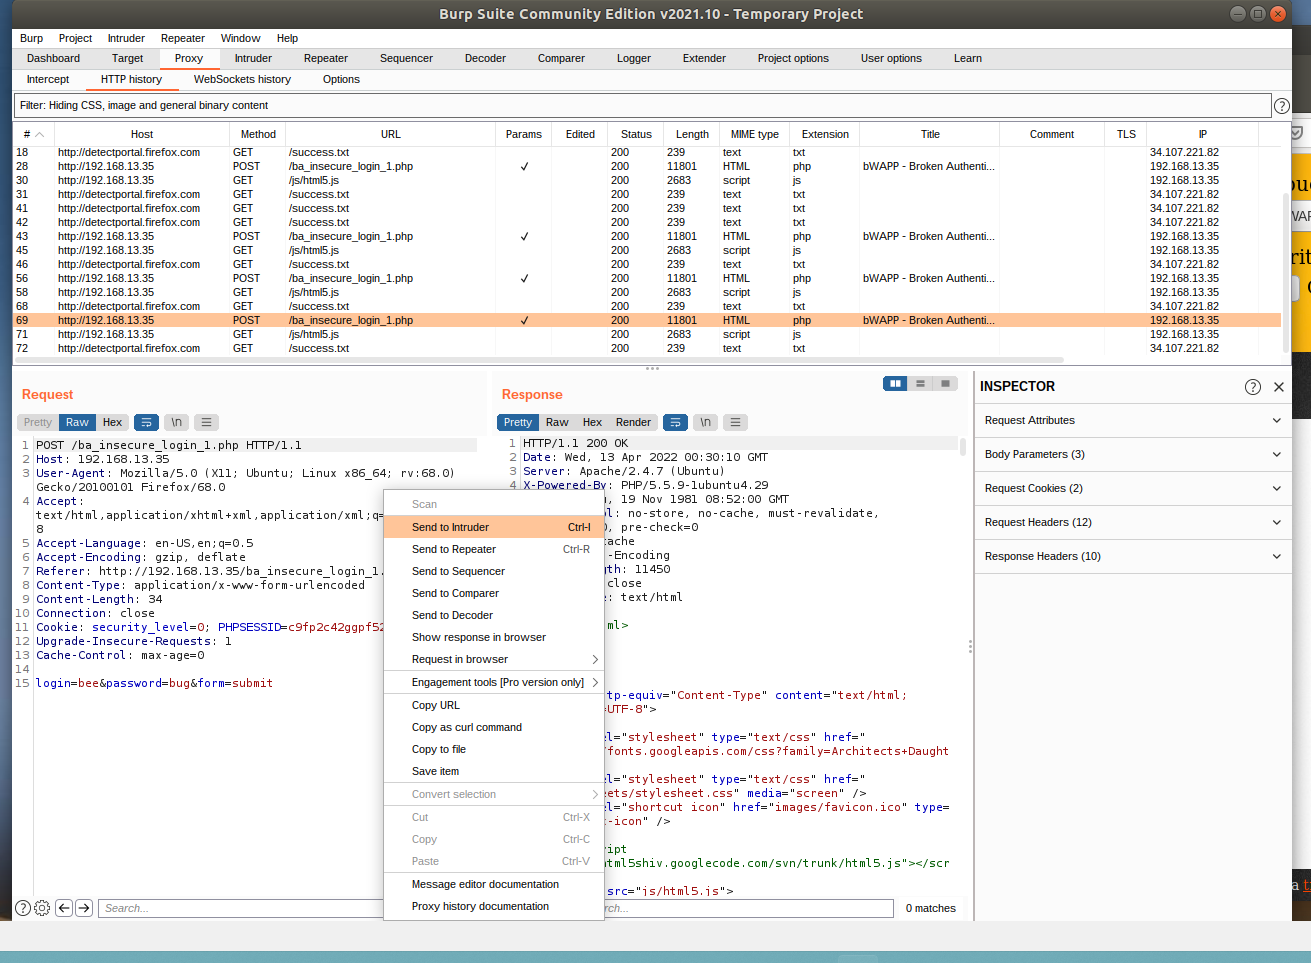 Burp Suite Community Edition v2021.10 - Temporary Project
Burp Project Intruder Repeater Window Help
Dashboard Target Proxy Intruder Repeater Sequencer Decoder Comparer Logger Extender Project options User options Learn
Intercept HTTP history WebSockets history Options
Filter: Hiding CSS, image and general binary content
# Host Method URL Params Edited Status Length MIME type Extension Title Comment TLS IP
18 http://detectportal.firefox.com GET /success.txt 200 239 text txt 34.107.221.82
28 http://192.168.13.35 POST /ba_insecure_login_1.php ✓ 200 11801 HTML php bWAPP - Broken Authenti... 192.168.13.35
30 http://192.168.13.35 GET /js/html5.js 200 2683 script js 192.168.13.35
31 http://detectportal.firefox.com GET /success.txt 200 239 text txt 34.107.221.82
41 http://detectportal.firefox.com GET /success.txt 200 239 text txt 34.107.221.82
42 http://detectportal.firefox.com GET /success.txt 200 239 text txt 34.107.221.82
43 http://192.168.13.35 POST /ba_insecure_login_1.php ✓ 200 11801 HTML php bWAPP - Broken Authenti... 192.168.13.35
45 http://192.168.13.35 GET /js/html5.js 200 2683 script js 192.168.13.35
46 http://detectportal.firefox.com GET /success.txt 200 239 text txt 34.107.221.82
56 http://192.168.13.35 POST /ba_insecure_login_1.php ✓ 200 11801 HTML php bWAPP - Broken Authenti... 192.168.13.35
58 http://192.168.13.35 GET /js/html5.js 200 2683 script js 192.168.13.35
68 http://detectportal.firefox.com GET /success.txt 200 239 text txt 34.107.221.82
69 http://192.168.13.35 POST /ba_insecure_login_1.php ✓ 200 11801 HTML php bWAPP - Broken Authenti... 192.168.13.35
71 http://192.168.13.35 GET /js/html5.js 200 2683 script js 192.168.13.35
72 http://detectportal.firefox.com GET /success.txt 200 239 text txt 34.107.221.82
Request
Pretty Raw Hex \n
1 POST /ba_insecure_login_1.php HTTP/1.1
2 Host: 192.168.13.35
3 User-Agent: Mozilla/5.0 (X11; Ubuntu; Linux x86_64; rv:68.0)
Gecko/20100101 Firefox/68.0
4 Accept:
text/html,application/xhtml+xml,application/xml;q=
8
5 Accept-Language: en-US,en;q=0.5
6 Accept-Encoding: gzip, deflate
7 Referer: http://192.168.13.35/ba_insecure_login_1.
8 Content-Type: application/x-www-form-urlencoded
9 Content-Length: 34
10 Connection: close
11 Cookie: security_level=0; PHPSESSID=c9fp2c42ggpf52
12 Upgrade-Insecure-Requests: 1
13 Cache-Control: max-age=0
14
15 login=bee&password=bug&form=submit
Search...
Scan
Send to Intruder Ctrl-I
Send to Repeater Ctrl-R
Send to Sequencer
Send to Comparer
Send to Decoder
Show response in browser
Request in browser
Engagement tools [Pro version only]
Copy URL
Copy as curl command
Copy to file
Save item
Convert selection
Cut Ctrl-X
Copy Ctrl-C
Paste Ctrl-V
Message editor documentation
Proxy history documentation
Response
Pretty Raw Hex Render \n
1 HTTP/1.1 200 OK
2 Date: Wed, 13 Apr 2022 00:30:10 GMT
3 Server: Apache/2.4.7 (Ubuntu)
4 X-Powered-By: PHP/5.5.9-1ubuntu4.29
, 19 Nov 1981 08:52:00 GMT
l: no-store, no-cache, must-revalidate,
0, pre-check=0
cache
-Encoding
gth: 11450
close
e: text/html
ml>
tp-equiv="Content-Type" content="text/html;
=UTF-8">
el="stylesheet" type="text/css" href="
/fonts.googleapis.com/css?family=Architects+Daught
el="stylesheet" type="text/css" href="
ets/stylesheet.css" media="screen" />
el="shortcut icon" href="images/favicon.ico" type=
-icon" />
ipt
html5shiv.googlecode.com/svn/trunk/html5.js"></scr
src="js/html5.js">
rch...
0 matches
INSPECTOR
Request Attributes
Body Parameters (3)
Request Cookies (2)
Request Headers (12)
Response Headers (10)